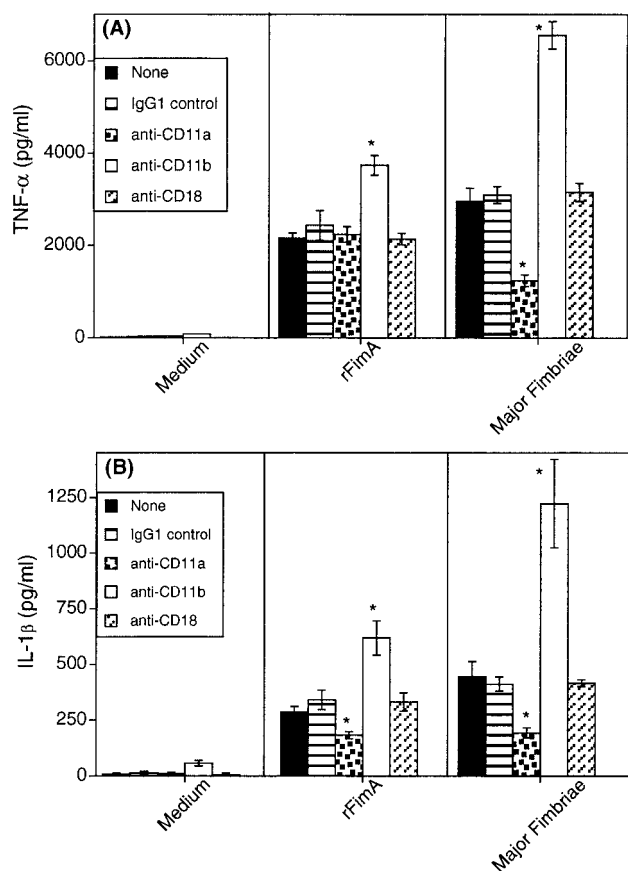 (A)
TNF-α (pg/ml)
6000
4000
2000
0
None
IgG1 control
anti-CD11a
anti-CD11b
anti-CD18
*
*
*
Medium
rFimA
Major Fimbriae
(B)
IL-1β (pg/ml)
1250
1000
750
500
250
0
None
IgG1 control
anti-CD11a
anti-CD11b
anti-CD18
*
*
*
*
Medium
rFimA
Major Fimbriae